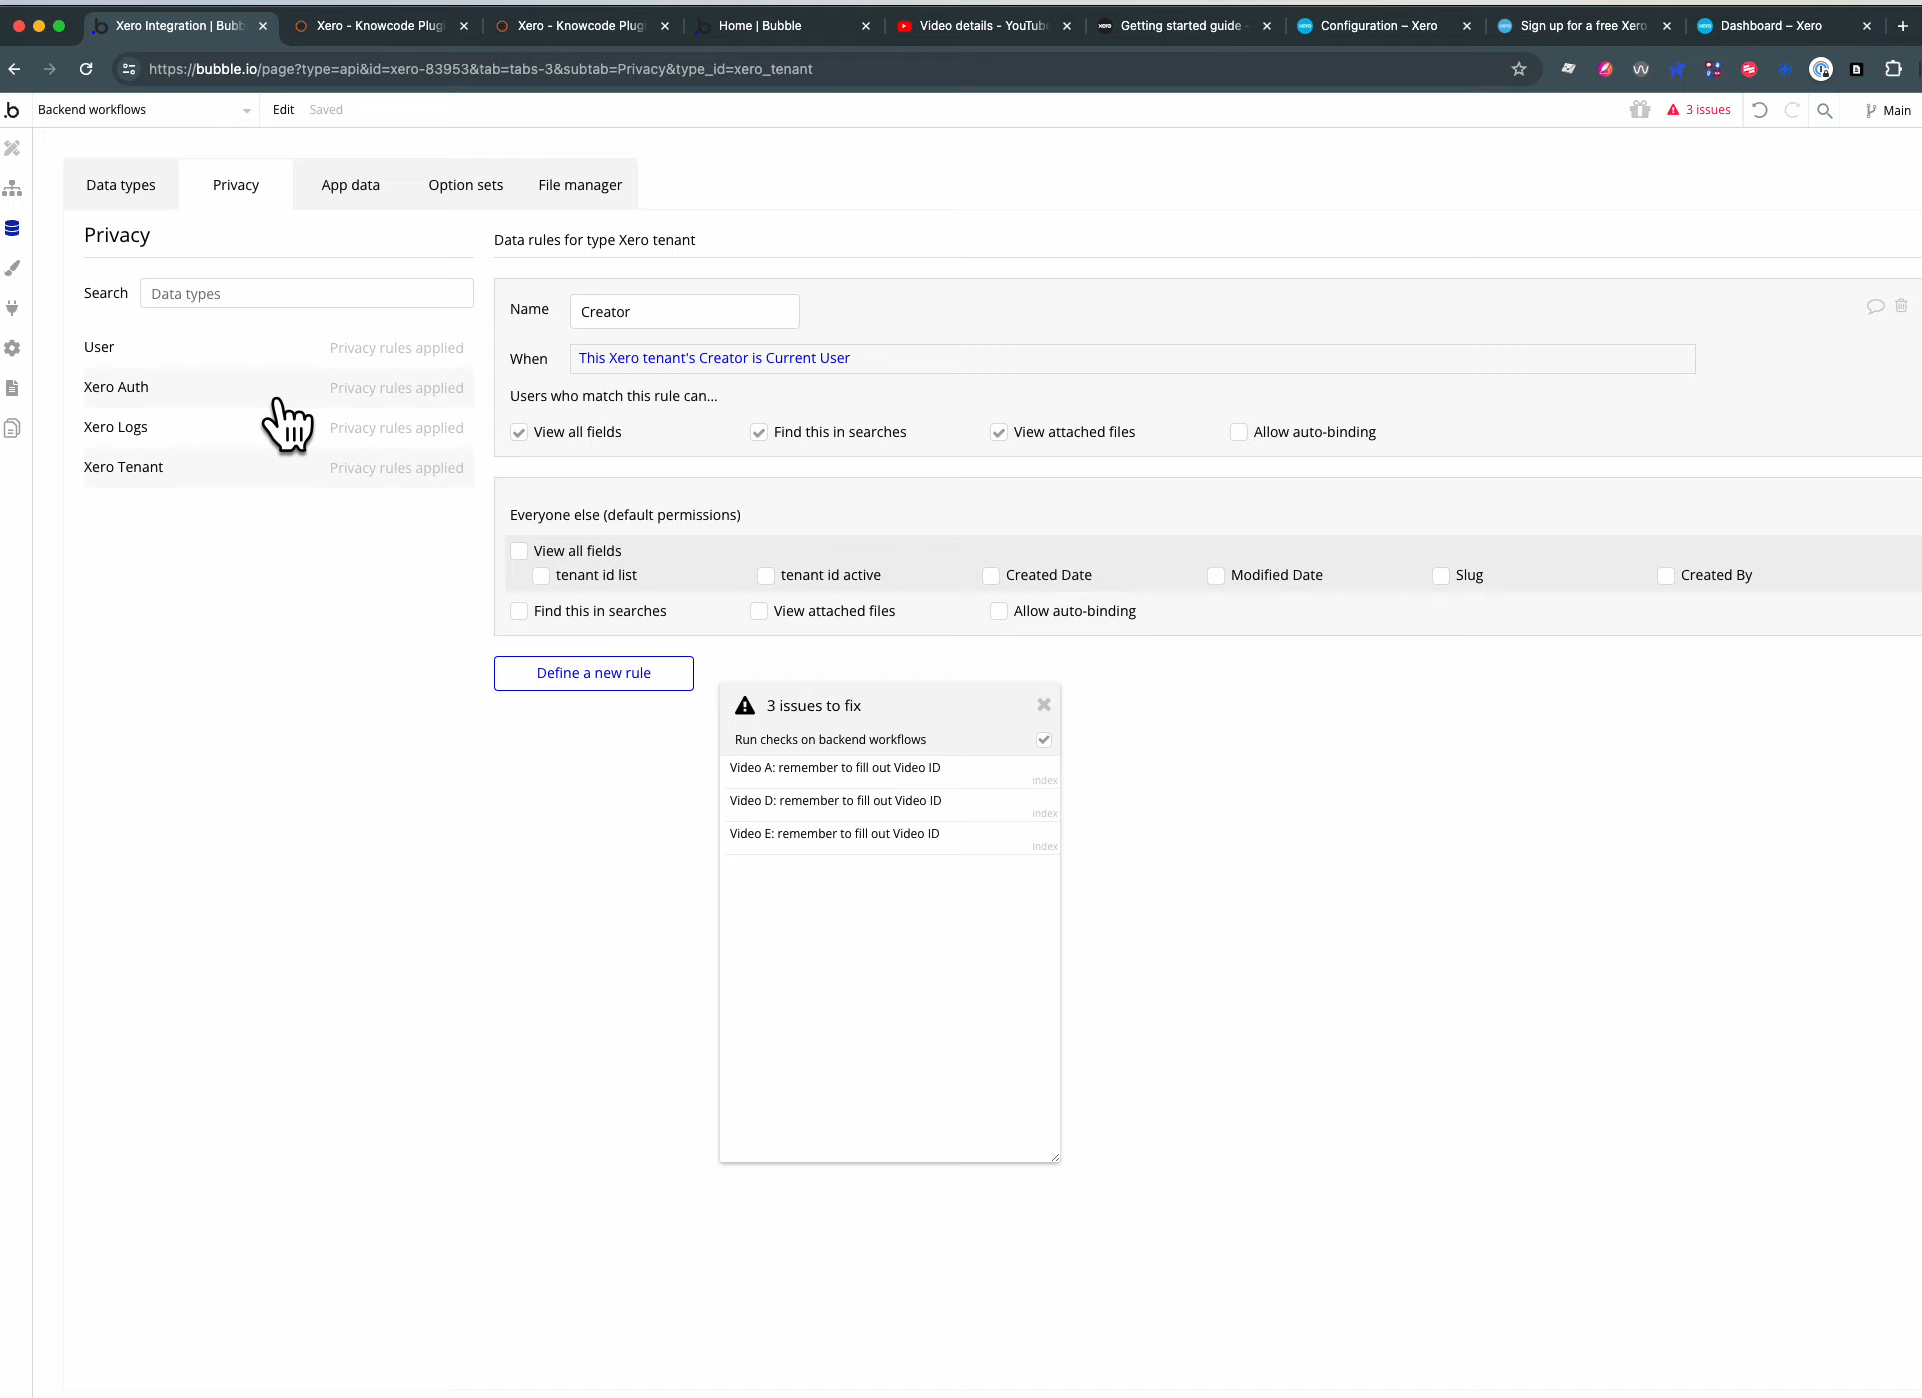 Xero Integration | Bubb
Xero - Knowcode Plugi
Xero - Knowcode Plugi
Home | Bubble
Video details - YouTube
Getting started guide -
Configuration – Xero
Sign up for a free Xero
Dashboard – Xero
https://bubble.io/page?type=api&id=xero-83953&tab=tabs-3&subtab=Privacy&type_id=xero_tenant
.b
Backend workflows
Edit
Saved
3 issues
Main
Data types
Privacy
App data
Option sets
File manager
Privacy
Data rules for type Xero tenant
Search
Data types
User
Privacy rules applied
Xero Auth
Privacy rules applied
Xero Logs
Privacy rules applied
Xero Tenant
Privacy rules applied
Name
Creator
When
This Xero tenant's Creator is Current User
Users who match this rule can...
View all fields
Find this in searches
View attached files
Allow auto-binding
Everyone else (default permissions)
View all fields
tenant id list
tenant id active
Created Date
Modified Date
Slug
Created By
Find this in searches
View attached files
Allow auto-binding
Define a new rule
3 issues to fix
Run checks on backend workflows
Video A: remember to fill out Video ID
index
Video D: remember to fill out Video ID
index
Video E: remember to fill out Video ID
index